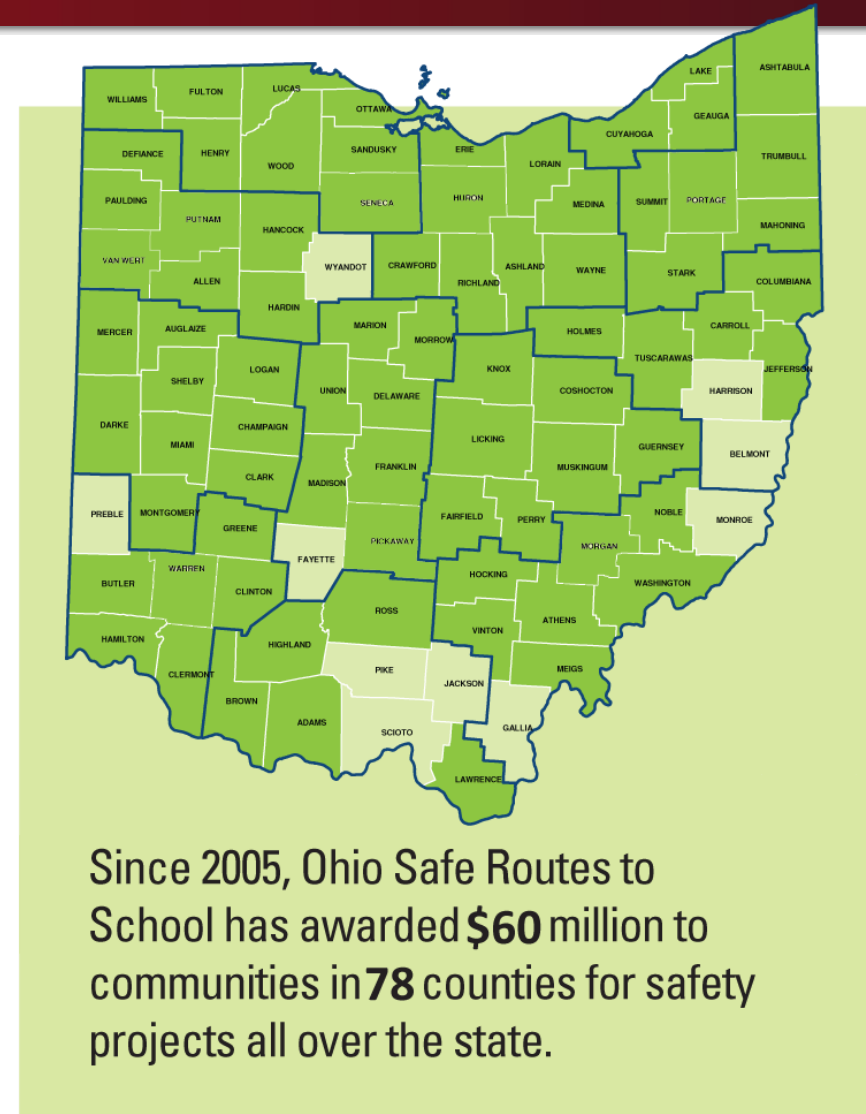 ASHTABULA
LAKE
GEAUGA
CUYAHOGA
TRUMBULL
WILLIAMS
FULTON
LUCAS
OTTAWA
DEFIANCE
HENRY
WOOD
SANDUSKY
ERIE
LORAIN
MEDINA
SUMMIT
PORTAGE
MAHONING
PAULDING
PUTNAM
HANCOCK
SENECA
HURON
VAN WERT
ALLEN
WYANDOT
CRAWFORD
RICHLAND
ASHLAND
WAYNE
STARK
COLUMBIANA
HARDIN
MERCER
AUGLAIZE
MARION
MORROW
HOLMES
TUSCARAWAS
CARROLL
JEFFERSON
SHELBY
LOGAN
UNION
DELAWARE
KNOX
COSHOCTON
HARRISON
DARKE
MIAMI
CHAMPAIGN
LICKING
MUSKINGUM
GUERNSEY
BELMONT
CLARK
MADISON
FRANKLIN
PREBLE
MONTGOMERY
GREENE
FAYETTE
PICKAWAY
FAIRFIELD
PERRY
MORGAN
NOBLE
MONROE
BUTLER
WARREN
CLINTON
ROSS
HOCKING
WASHINGTON
HAMILTON
CLERMONT
HIGHLAND
VINTON
ATHENS
MEIGS
BROWN
ADAMS
PIKE
JACKSON
SCIOTO
GALLIA
LAWRENCE
Since 2005, Ohio Safe Routes to
School has awarded $60 million to
communities in 78 counties for safety
projects all over the state.